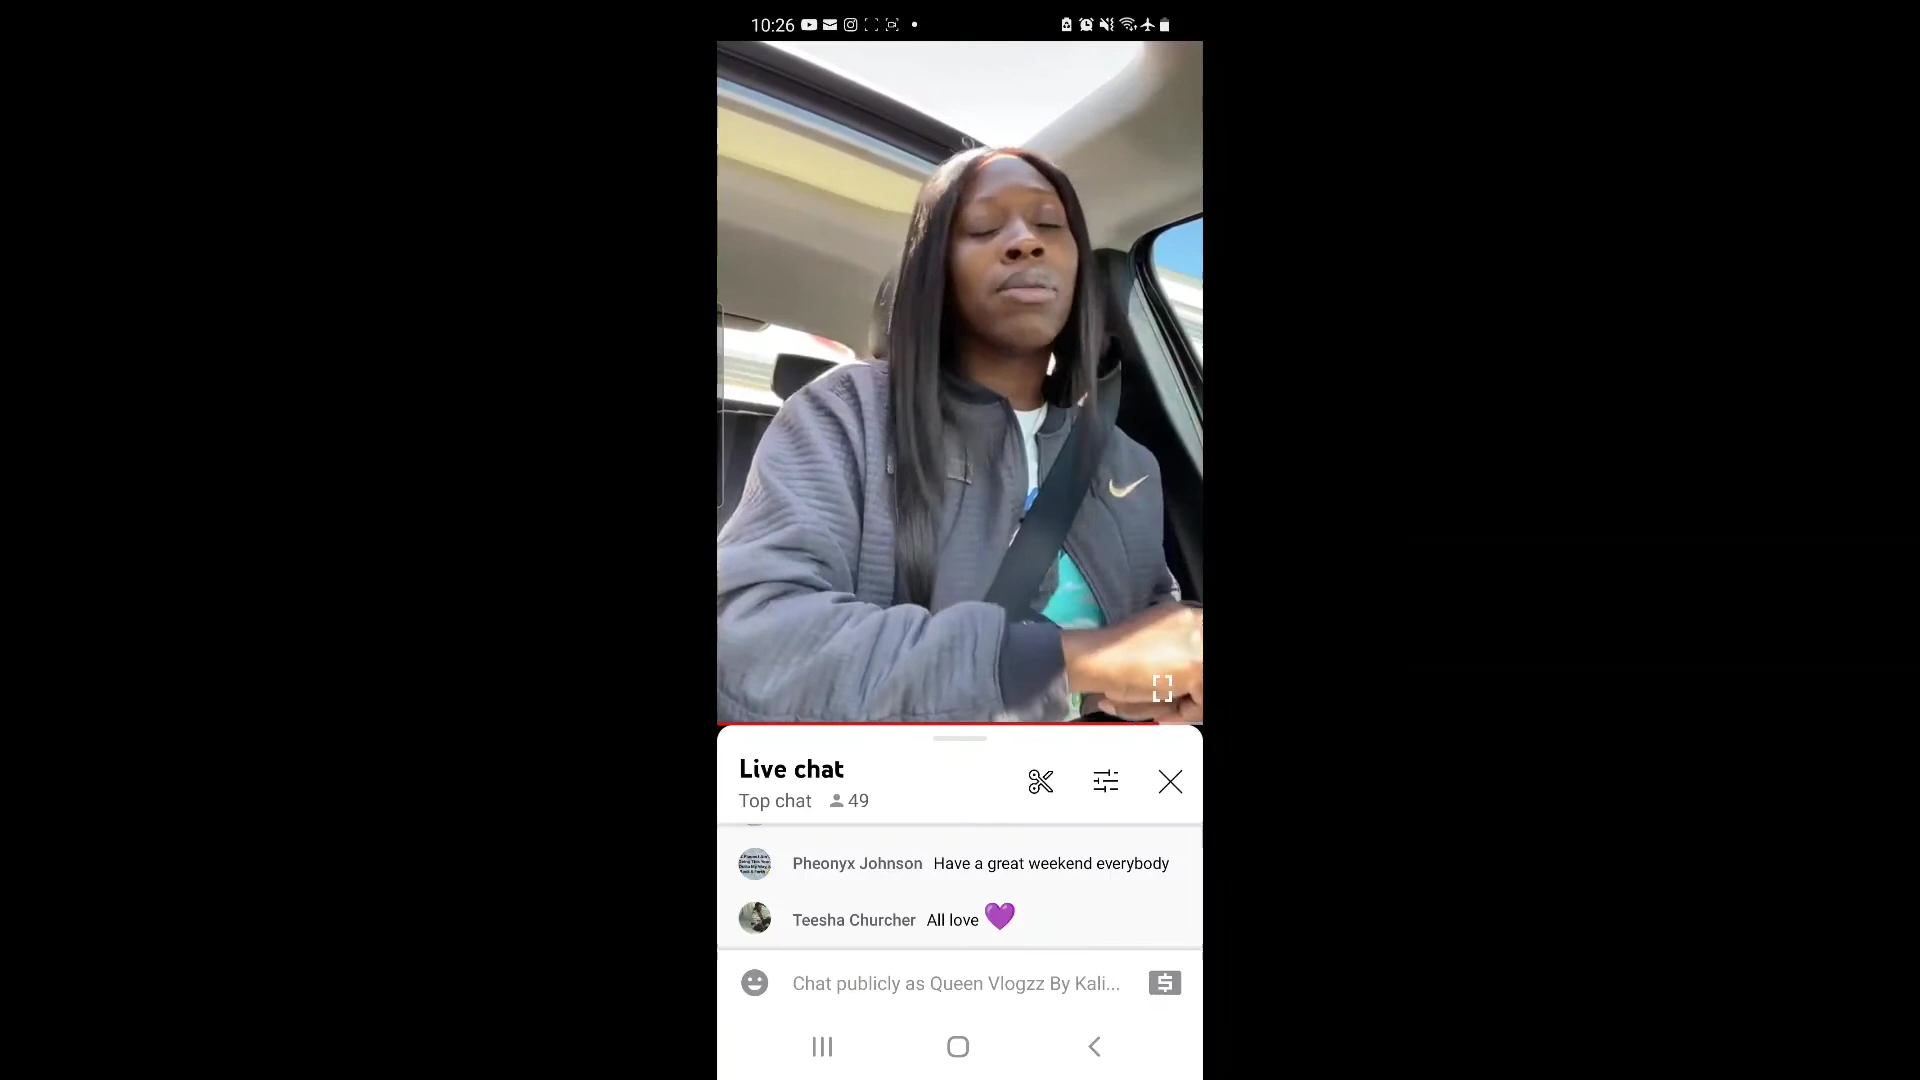 10:26
Live chat
Top chat 49
Pheonyx Johnson Have a great weekend everybody
Teesha Churcher All love 💜
Chat publicly as Queen Vlogzz By Kali...